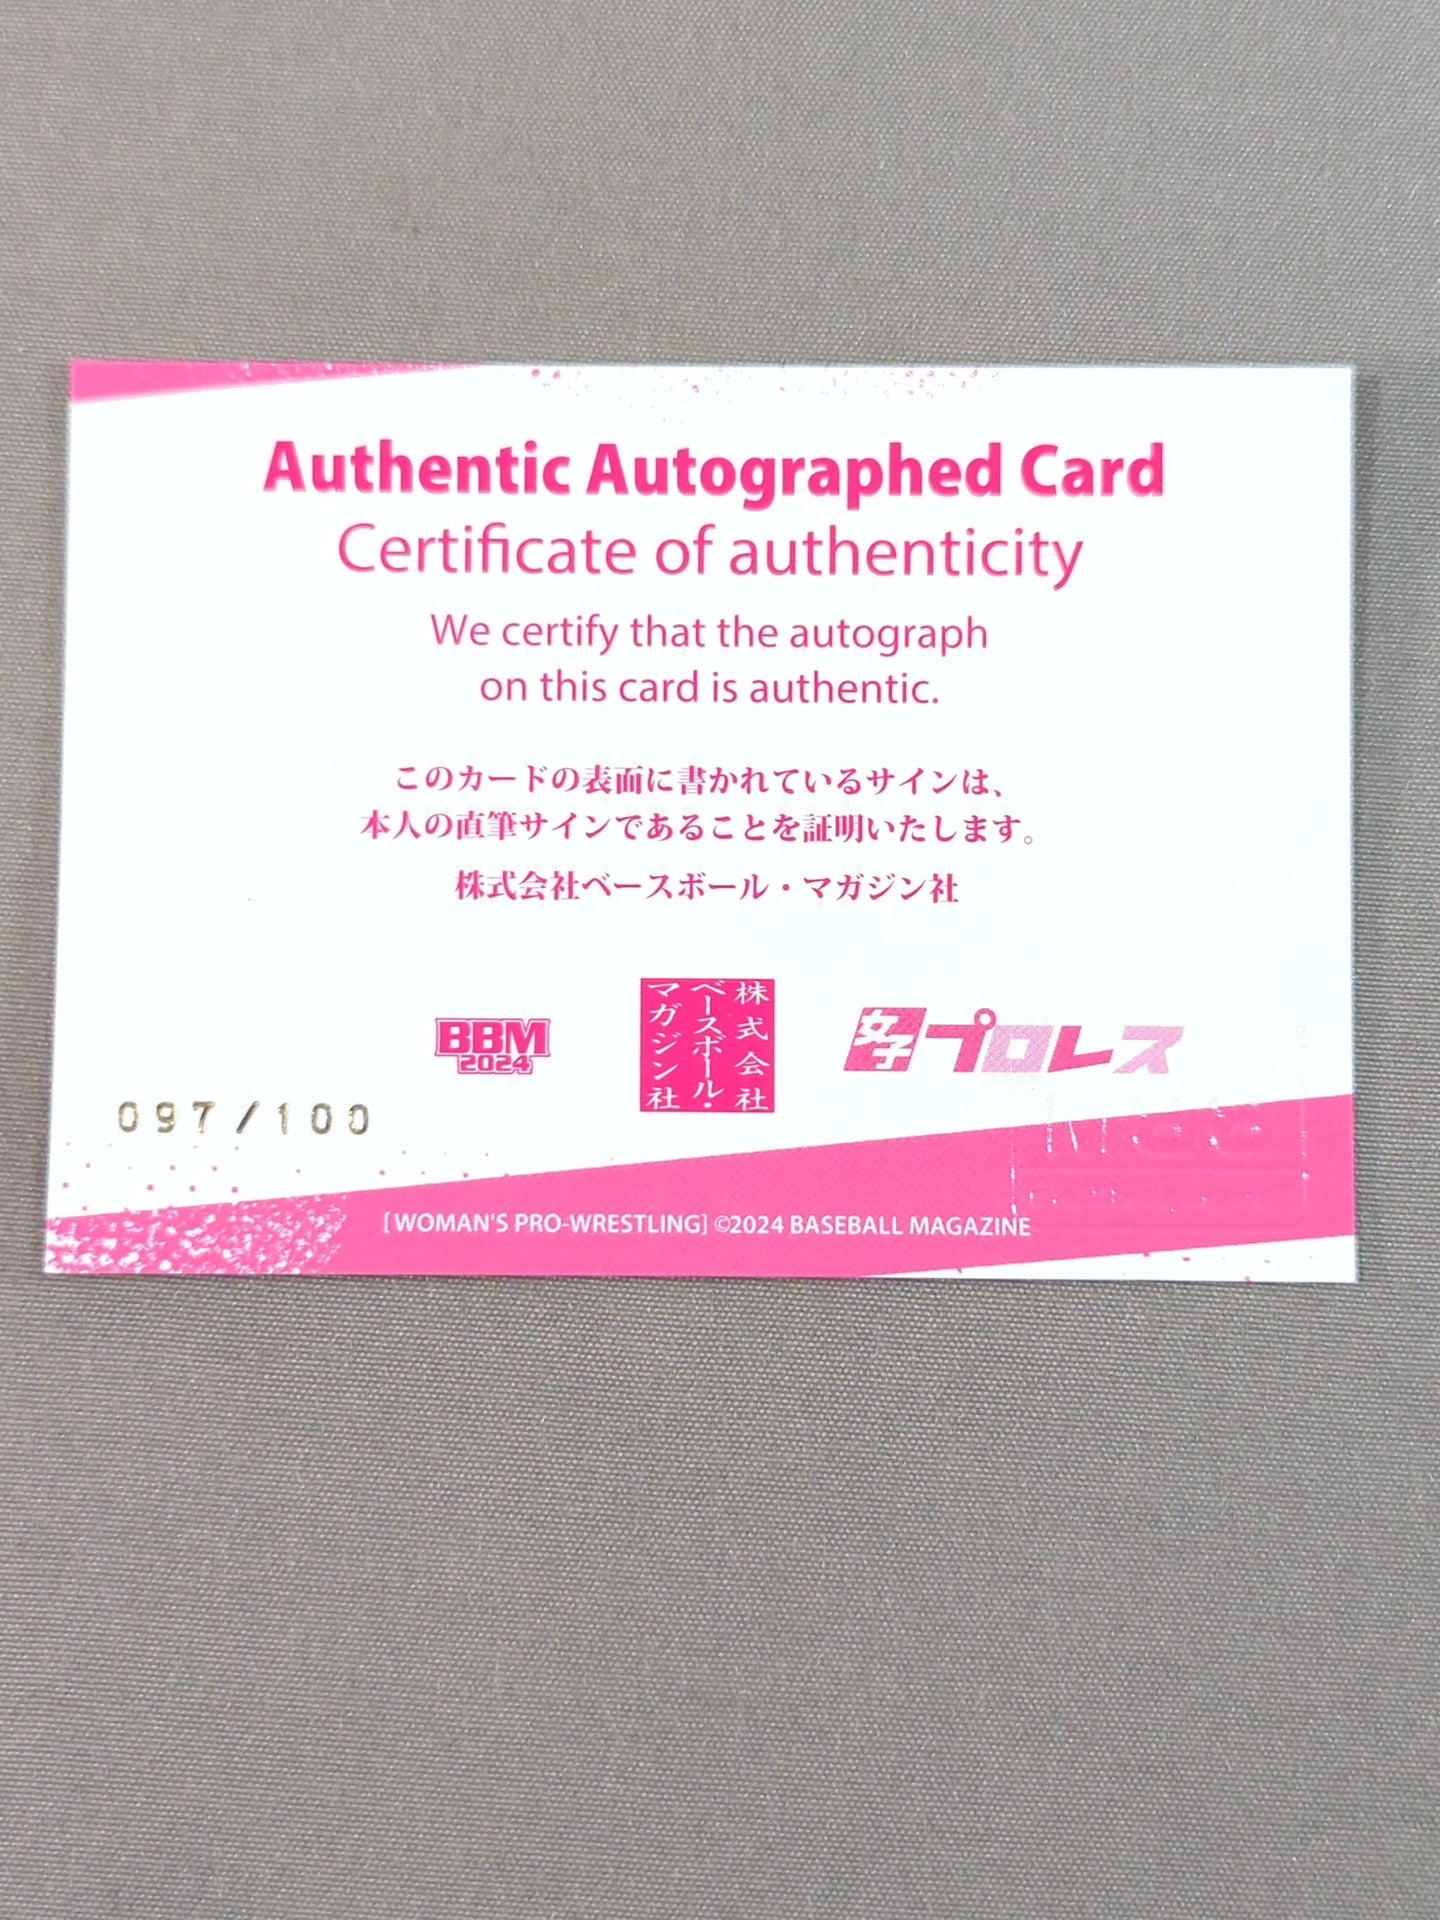 Authentic Autographed Card
Certificate of authenticity
We certify that the autograph
on this card is authentic.
このカードの表面に書かれているサインは、
本人の直筆サインであることを証明いたします。
株式会社ベースボール・マガジン社
BBM
2024
株式会社
ベースボール・
マガジン社
女子プロレス
097/100
[WOMAN'S PRO-WRESTLING] ©2024 BASEBALL MAGAZINE